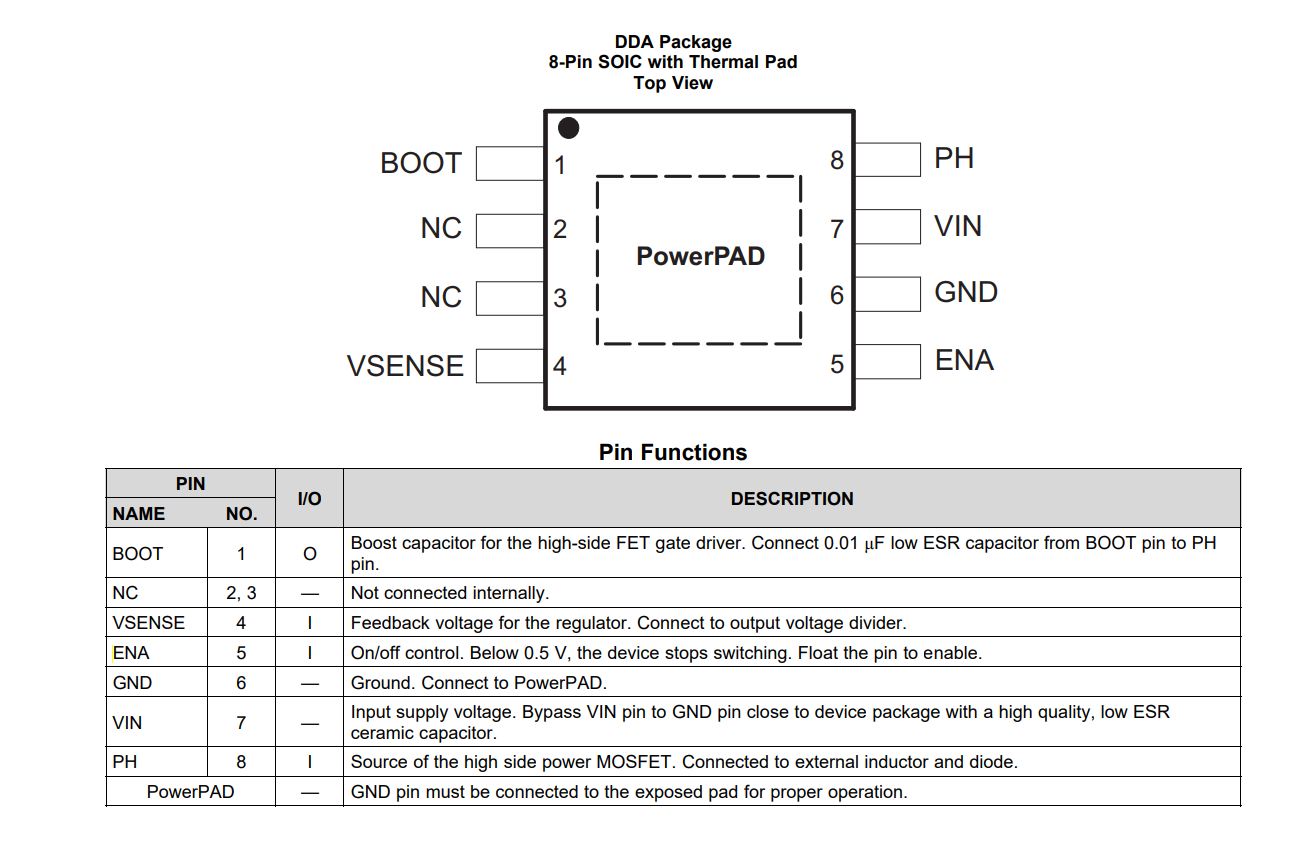 DDA Package
8-Pin SOIC with Thermal Pad
Top View
BOOT 1 8 PH
NC 2 7 VIN
PowerPAD
NC 3 6 GND
VSENSE 4 5 ENA
Pin Functions
PIN I/O DESCRIPTION
NAME NO.
BOOT 1 O Boost capacitor for the high-side FET gate driver. Connect 0.01 μF low ESR capacitor from BOOT pin to PH
pin.
NC 2, 3 — Not connected internally.
VSENSE 4 I Feedback voltage for the regulator. Connect to output voltage divider.
ENA 5 I On/off control. Below 0.5 V, the device stops switching. Float the pin to enable.
GND 6 — Ground. Connect to PowerPAD.
VIN 7 — Input supply voltage. Bypass VIN pin to GND pin close to device package with a high quality, low ESR
ceramic capacitor.
PH 8 I Source of the high side power MOSFET. Connected to external inductor and diode.
PowerPAD — GND pin must be connected to the exposed pad for proper operation.